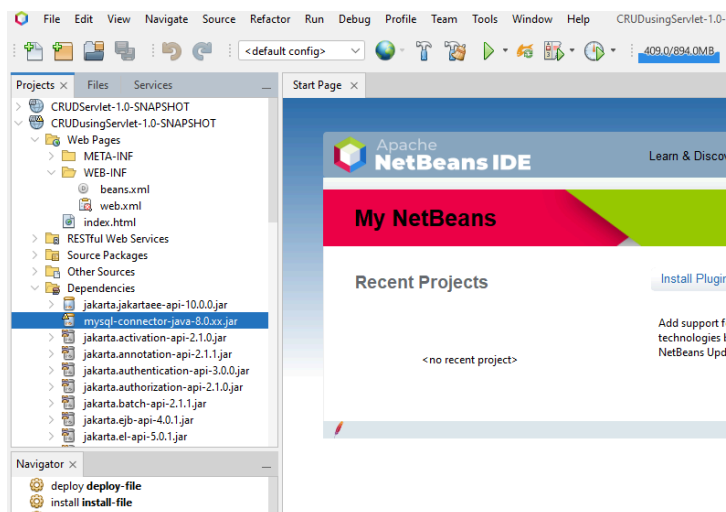 File Edit View Navigate Source Refactor Run Debug Profile Team Tools Window Help CRUDusingServlet-1.0-
<default config> 409.0/894.0MB
Projects Files Services
Start Page
CRUDServlet-1.0-SNAPSHOT
CRUDusingServlet-1.0-SNAPSHOT
Web Pages
META-INF
WEB-INF
beans.xml
web.xml
index.html
RESTful Web Services
Source Packages
Other Sources
Dependencies
jakarta.jakartaee-api-10.0.0.jar
mysql-connector-java-8.0.xx.jar
jakarta.activation-api-2.1.0.jar
jakarta.annotation-api-2.1.1.jar
jakarta.authentication-api-3.0.0.jar
jakarta.authorization-api-2.1.0.jar
jakarta.batch-api-2.1.1.jar
jakarta.ejb-api-4.0.1.jar
jakarta.el-api-5.0.1.jar
Navigator
deploy deploy-file
install install-file
Apache
NetBeans IDE
Learn & Discov
My NetBeans
Recent Projects
<no recent project>
Install Plugin
Add support f
technologies b
NetBeans Upd